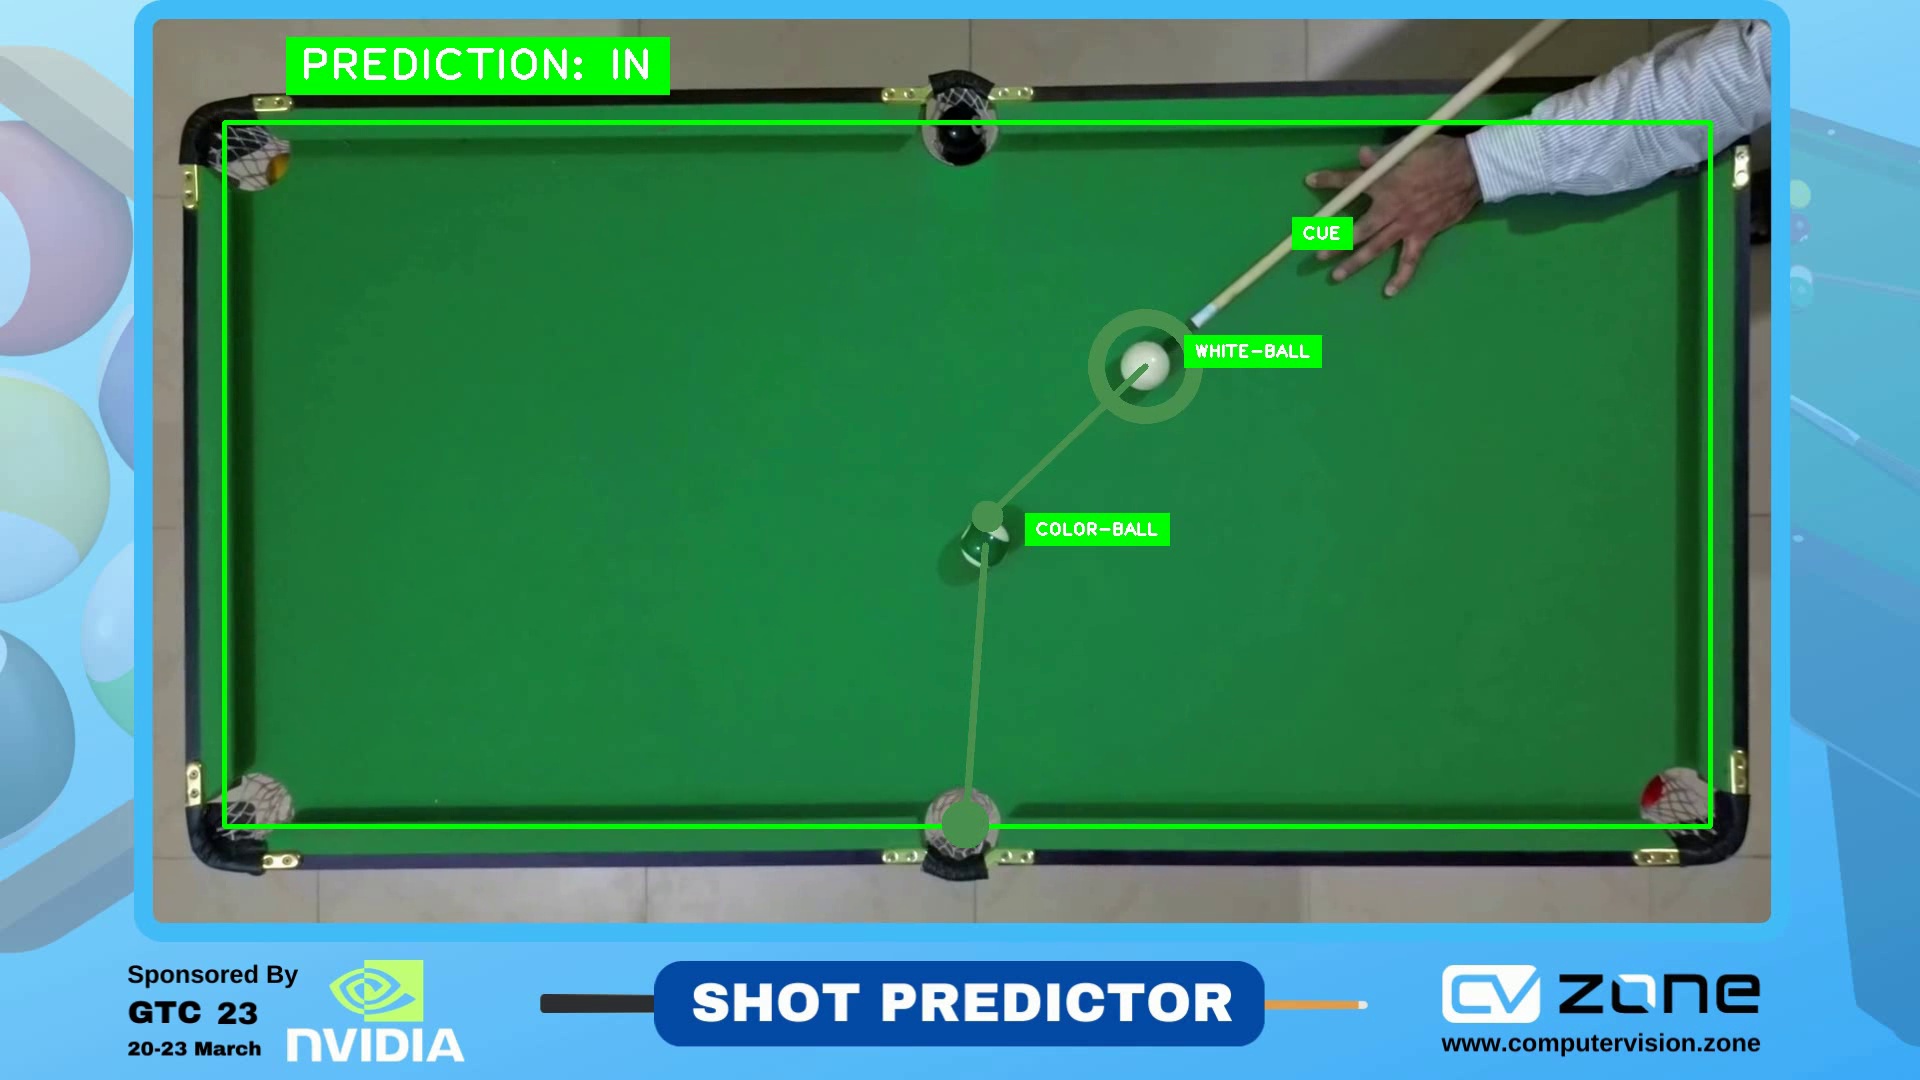 PREDICTION: IN
CUE
WHITE-BALL
COLOR-BALL
Sponsored By
GTC 23
20-23 March
NVIDIA
SHOT PREDICTOR
CV ZONE
www.computervision.zone